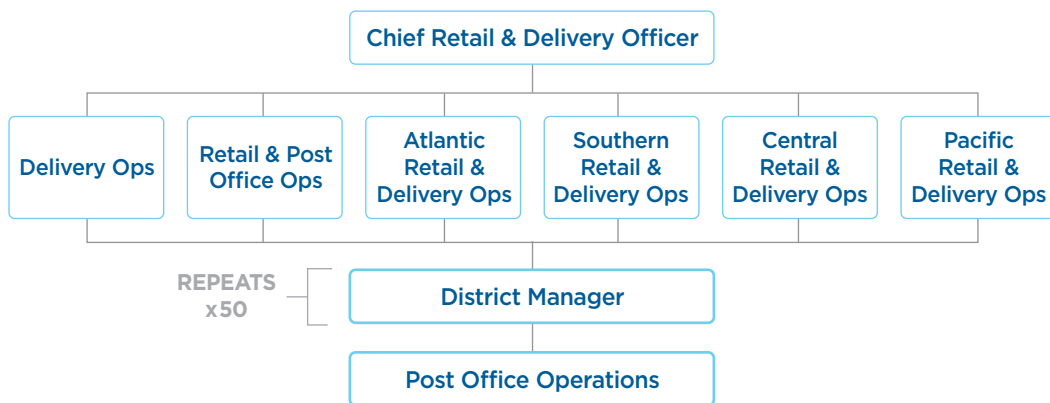 Chief Retail & Delivery Officer
Delivery Ops
Retail & Post
Office Ops
Atlantic
Retail &
Delivery Ops
Southern
Retail &
Delivery Ops
Central
Retail &
Delivery Ops
Pacific
Retail &
Delivery Ops
REPEATS
x50
District Manager
Post Office Operations